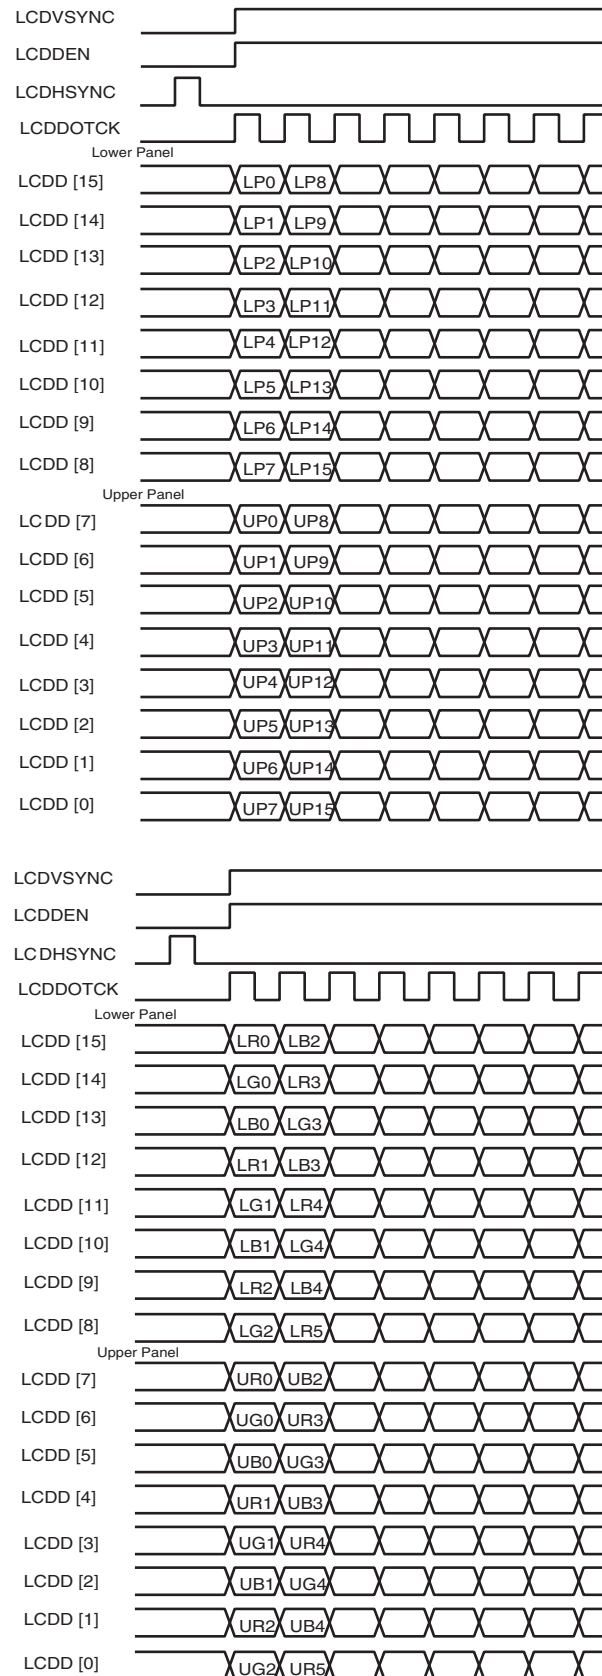 LCDVSYNC
LCDDEN
LCDHSYNC
LCDDOTCK
Lower Panel
LCDD [15] LP0 LP8
LCDD [14] LP1 LP9
LCDD [13] LP2 LP10
LCDD [12] LP3 LP11
LCDD [11] LP4 LP12
LCDD [10] LP5 LP13
LCDD [9] LP6 LP14
LCDD [8] LP7 LP15
Upper Panel
LCDD [7] UP0 UP8
LCDD [6] UP1 UP9
LCDD [5] UP2 UP10
LCDD [4] UP3 UP11
LCDD [3] UP4 UP12
LCDD [2] UP5 UP13
LCDD [1] UP6 UP14
LCDD [0] UP7 UP15
LCDVSYNC
LCDDEN
LCDHSYNC
LCDDOTCK
Lower Panel
LCDD [15] LR0 LB2
LCDD [14] LG0 LR3
LCDD [13] LB0 LG3
LCDD [12] LR1 LB3
LCDD [11] LG1 LR4
LCDD [10] LB1 LG4
LCDD [9] LR2 LB4
LCDD [8] LG2 LR5
Upper Panel
LCDD [7] UR0 UB2
LCDD [6] UG0 UR3
LCDD [5] UB0 UG3
LCDD [4] UR1 UB3
LCDD [3] UG1 UR4
LCDD [2] UB1 UG4
LCDD [1] UR2 UB4
LCDD [0] UG2 UR5